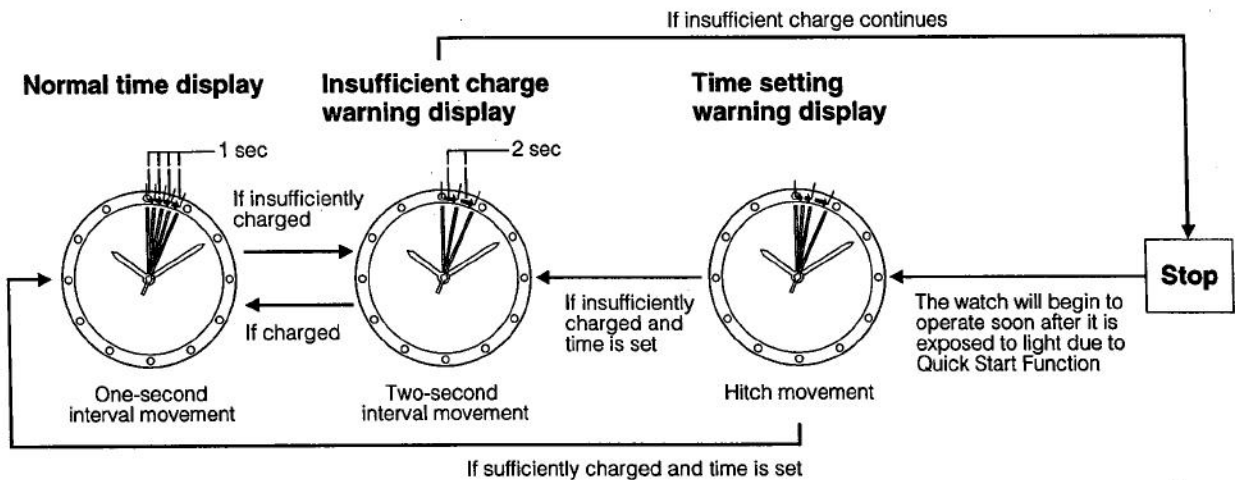 If insufficient charge continues
Normal time display
Insufficient charge
warning display
Time setting
warning display
1 sec
2 sec
If insufficiently
charged
If charged
If insufficiently
charged and
time is set
Stop
The watch will begin to
operate soon after it is
exposed to light due to
Quick Start Function
One-second
interval movement
Two-second
interval movement
Hitch movement
If sufficiently charged and time is set